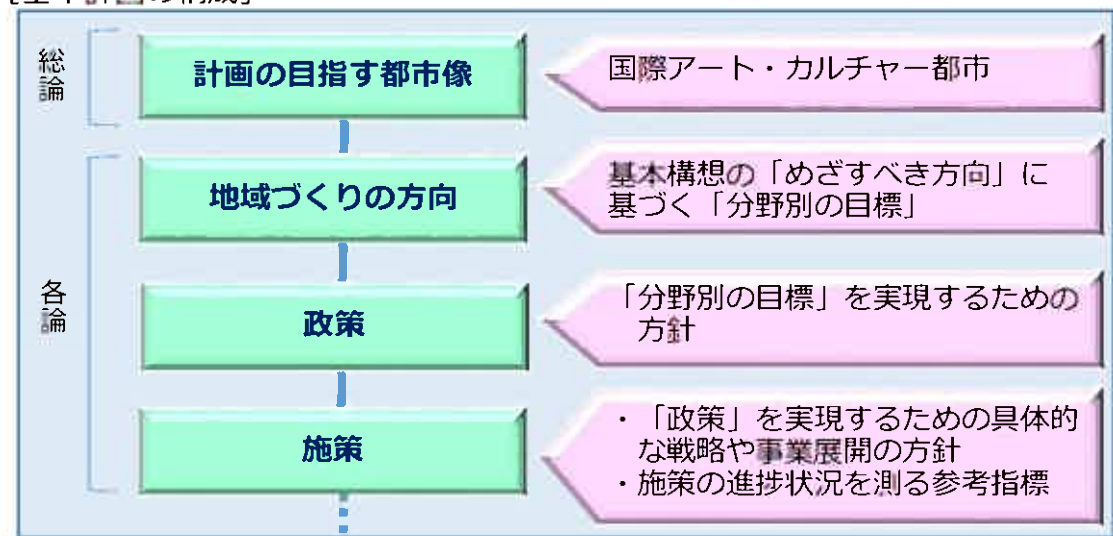 総論
計画の目指す都市像
国際アート・カルチャー都市
各論
地域づくりの方向
基本構想の「めざすべき方向」に
基づく「分野別の目標」
政策
「分野別の目標」を実現するための
方針
施策
・「政策」を実現するための具体的
な戦略や事業展開の方針
・施策の進捗状況を測る参考指標